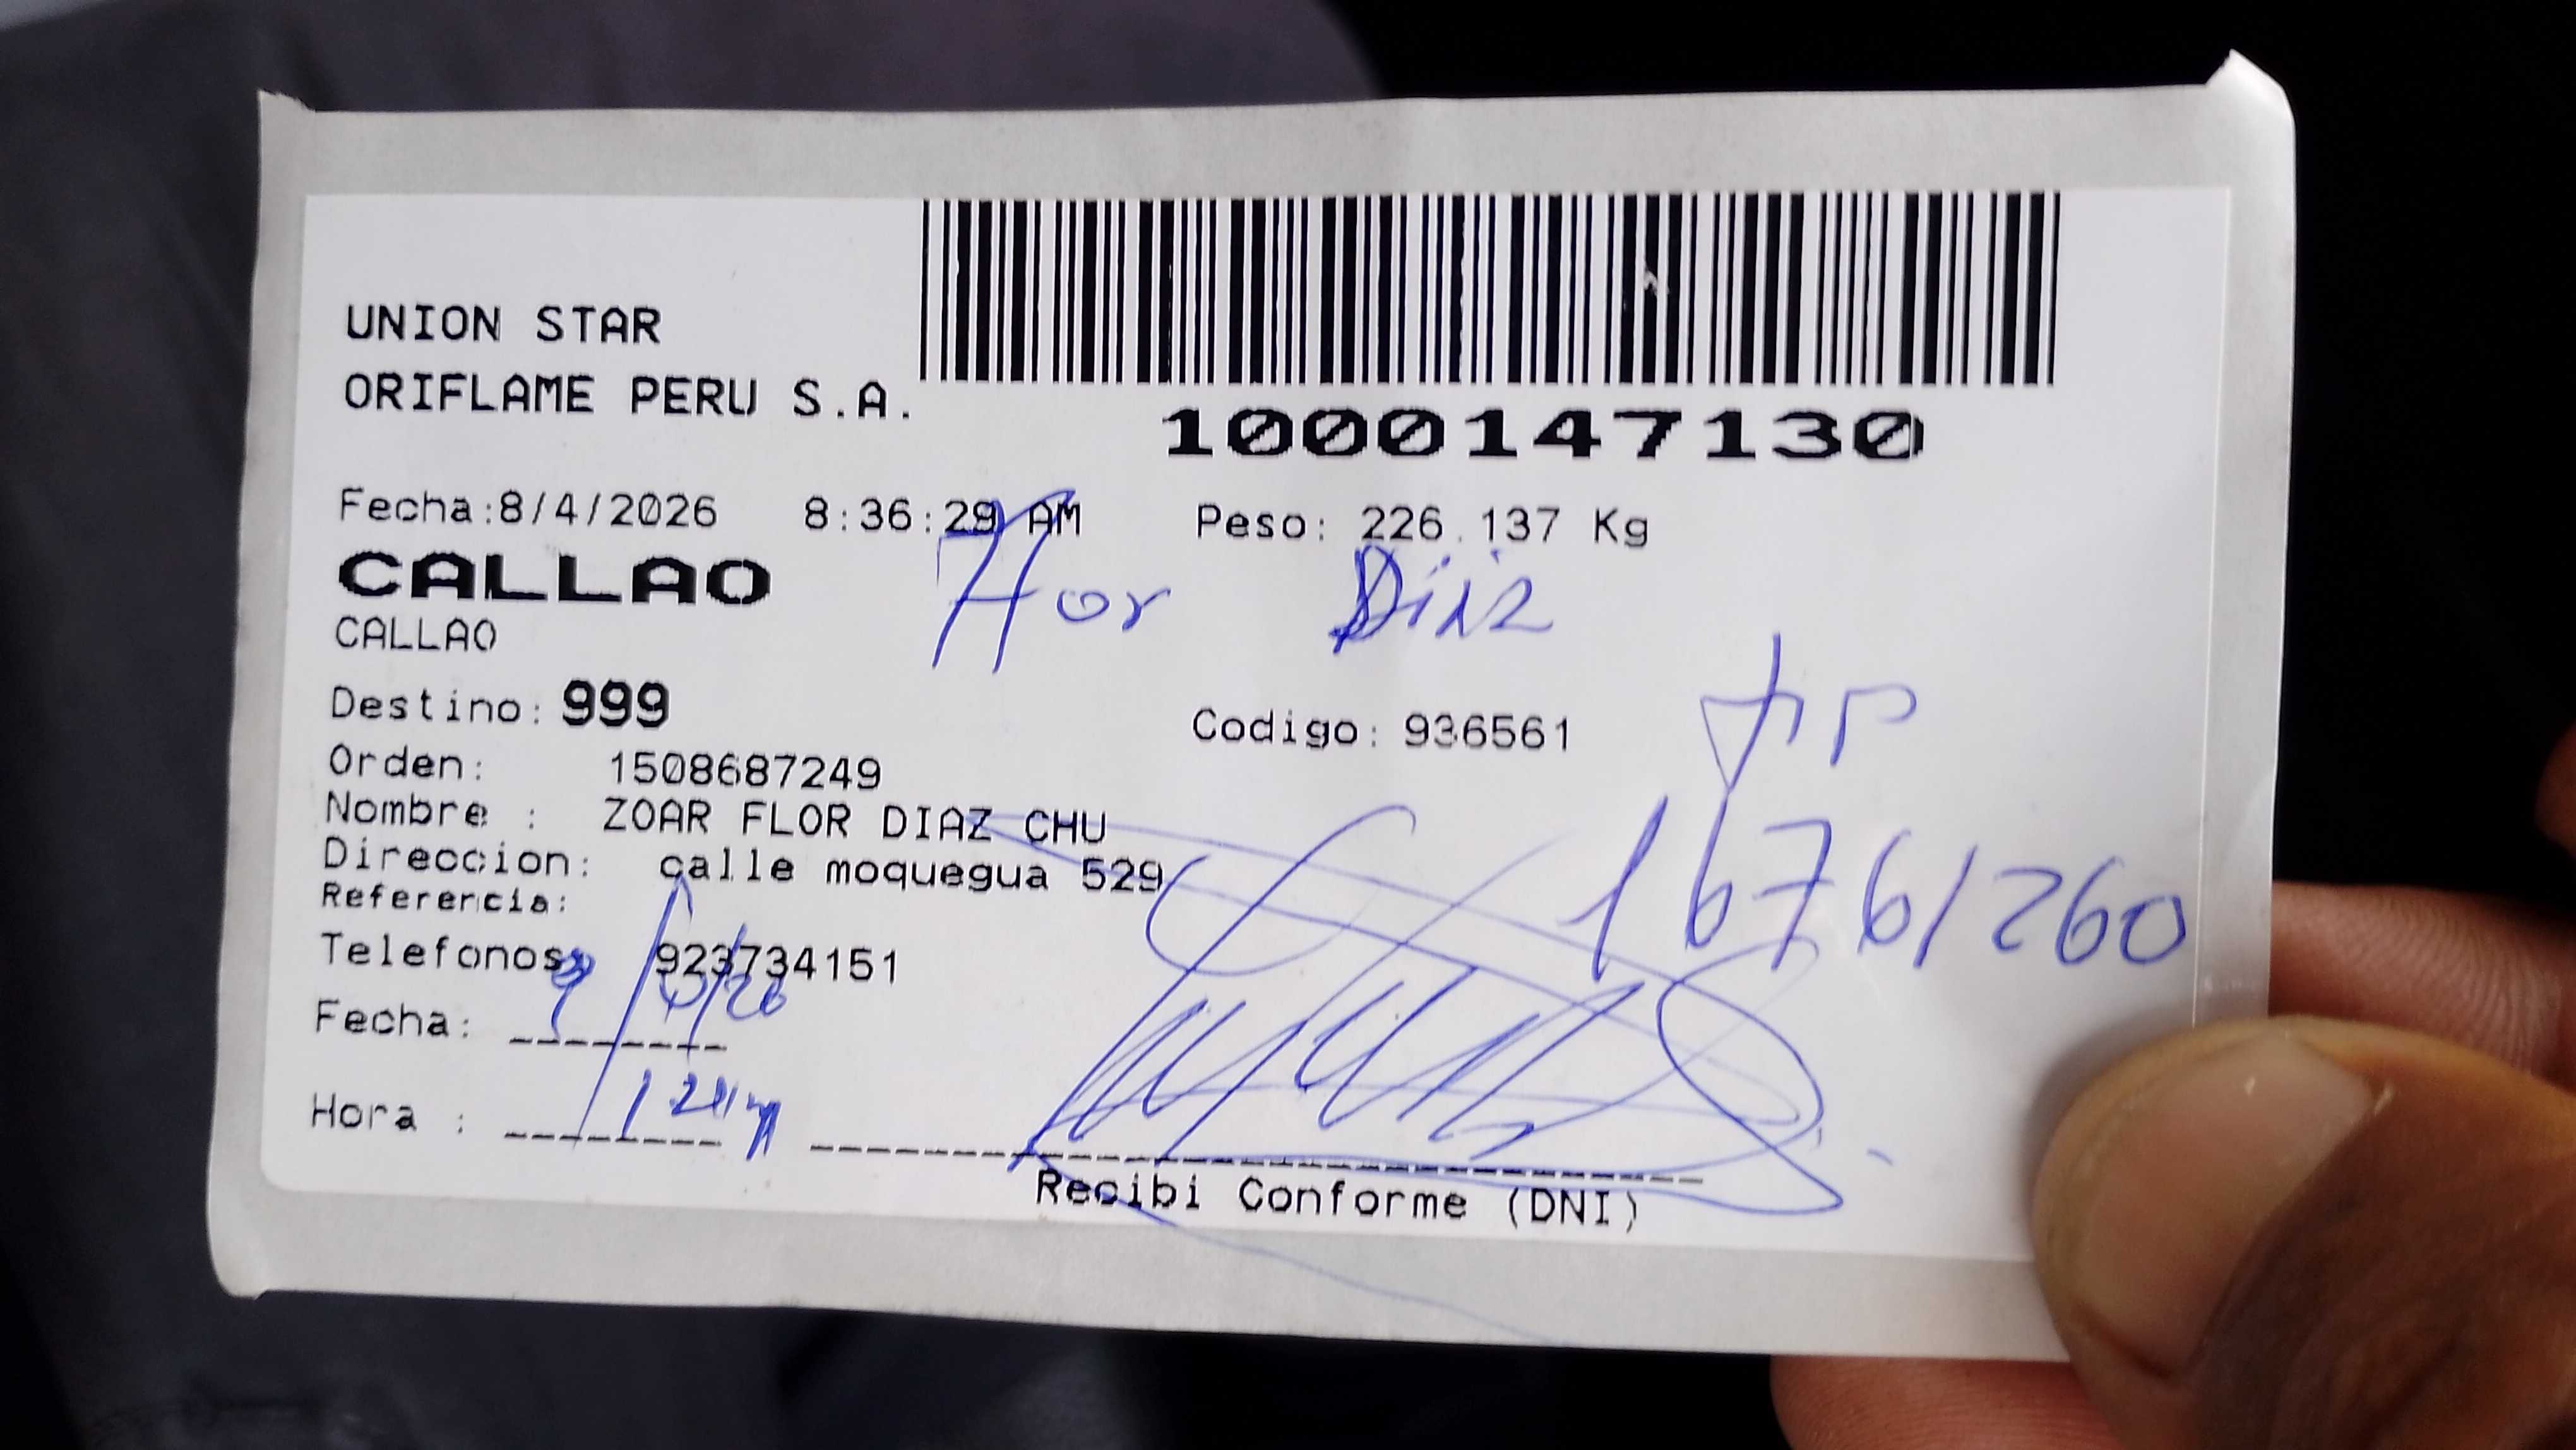 UNION STAR
ORIFLAME PERU S.A.
1000147130
Fecha:8/4/2026 8:36:29 AM Peso: 226.137 Kg
CALLAO
CALLAO
Flor Diaz
Destino: 999
Codigo: 936561
Orden: 1508687249
Nombre : ZOAR FLOR DIAZ CHU
Direccion: calle moquegua 529
Referencia:
16761260
Telefonos: 923734151
Fecha:
Hora :
Recibi Conforme (DNI)